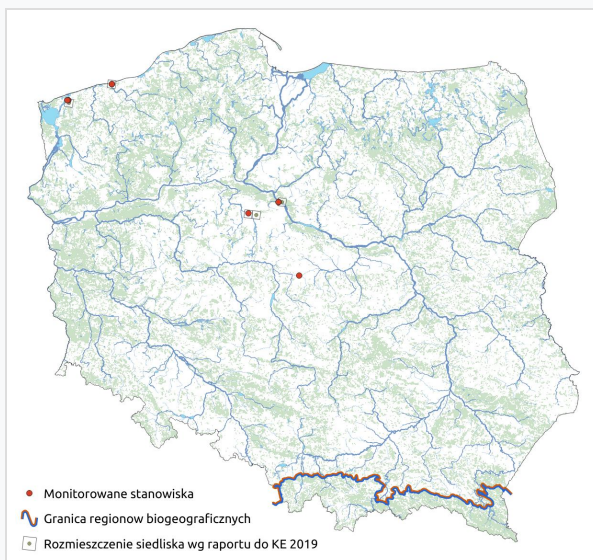 Monitorowane stanowiska
Granica regionow biogeograficznych
Rozmieszczenie siedliska wg raportu do KE 2019